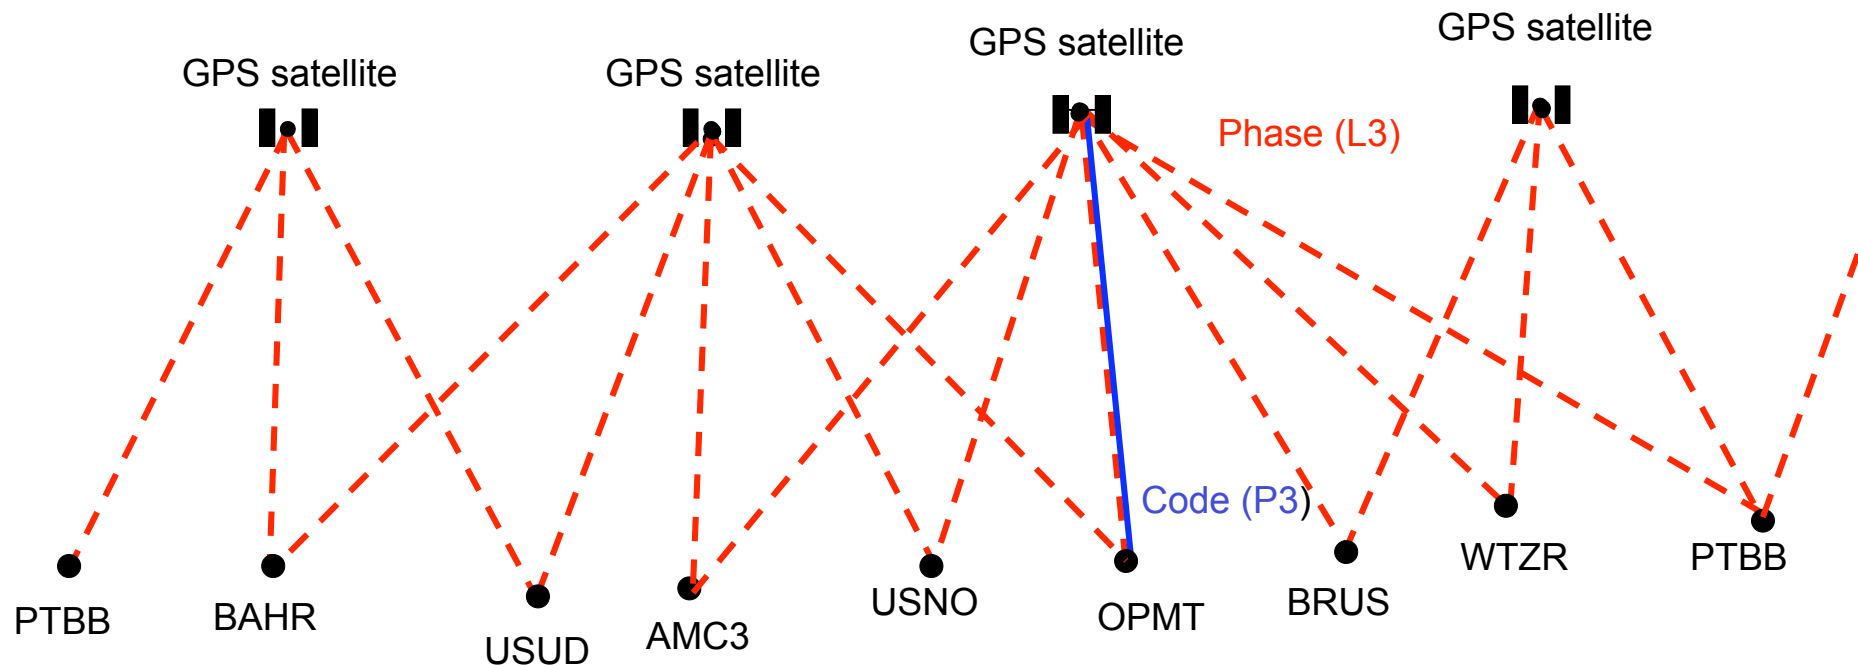 GPS satellite
GPS satellite
GPS satellite
GPS satellite
Phase (L3)
Code (P3)
PTBB
BAHR
USUD
AMC3
USNO
OPMT
BRUS
WTZR
PTBB